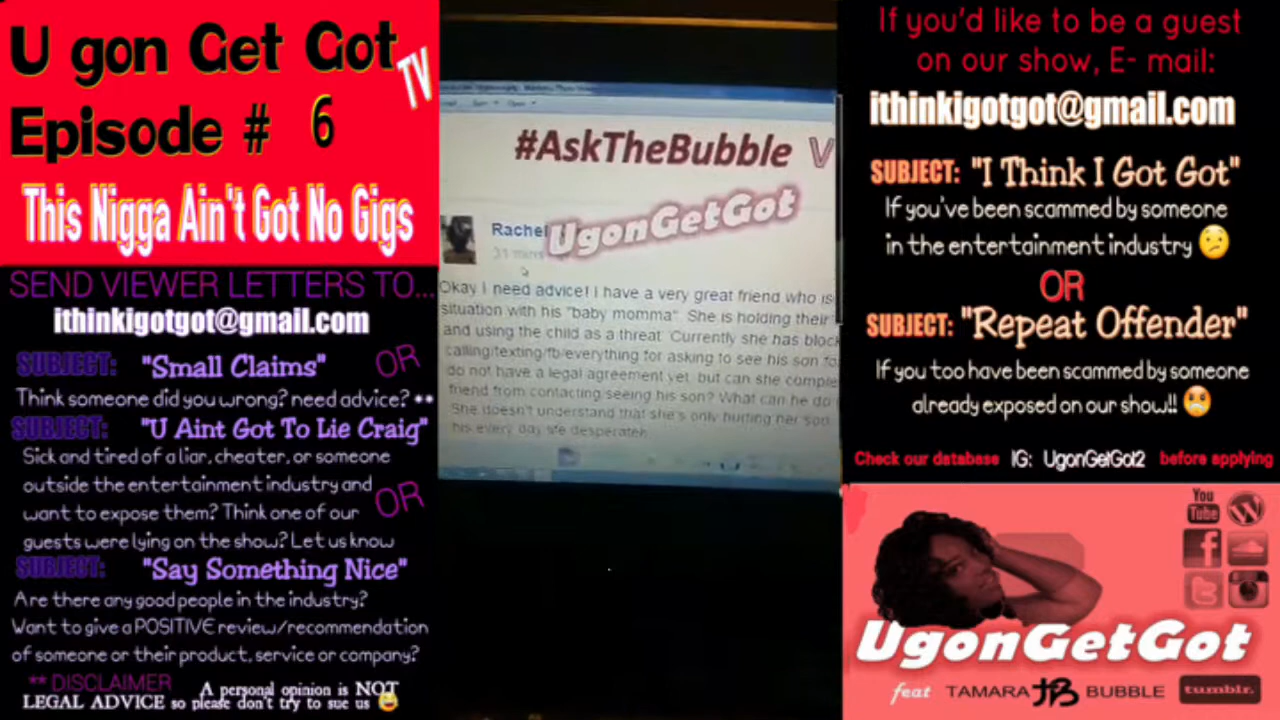 U gon Get Got TV
Episode # 6
This Nigga Ain't Got No Gigs
SEND VIEWER LETTERS TO...
ithinkigotgot@gmail.com
SUBJECT: "Small Claims" OR
Think someone did you wrong? need advice? **
SUBJECT: "U Aint Got To Lie Craig"
Sick and tired of a liar, cheater, or someone
outside the entertainment industry and
want to expose them? Think one of our OR
guests were lying on the show? Let us know
SUBJECT: "Say Something Nice"
Are there any good people in the industry?
Want to give a POSITIVE review/recommendation
of someone or their product, service or company?
** DISCLAIMER A personal opinion is NOT
LEGAL ADVICE so please don't try to sue us
#AskTheBubble V
UgonGetGot
Rachel
31 mins
Okay I need advice! I have a very great friend who is
situation with his "baby momma". She is holding their
and using the child as a threat. Currently she has block
calling/texting/fb/everything for asking to see his son
do not have a legal agreement yet, but can she comple
friend from contacting/seeing his son? What can he do
She doesn't understand that she's only hurting her son
his every day life desperately
If you'd like to be a guest
on our show, E- mail:
ithinkigotgot@gmail.com
SUBJECT: "I Think I Got Got"
If you've been scammed by someone
in the entertainment industry
OR
SUBJECT: "Repeat Offender"
If you too have been scammed by someone
already exposed on our show!!
Check our database IG: UgonGetGot2 before applying
You
Tube
UgonGetGot
feat TAMARA TB BUBBLE tumblr.